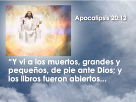 Apocalipsis 20:12
"Y vi a los muertos, grandes y
pequeños, de pie ante Dios; y
los libros fueron abiertos...